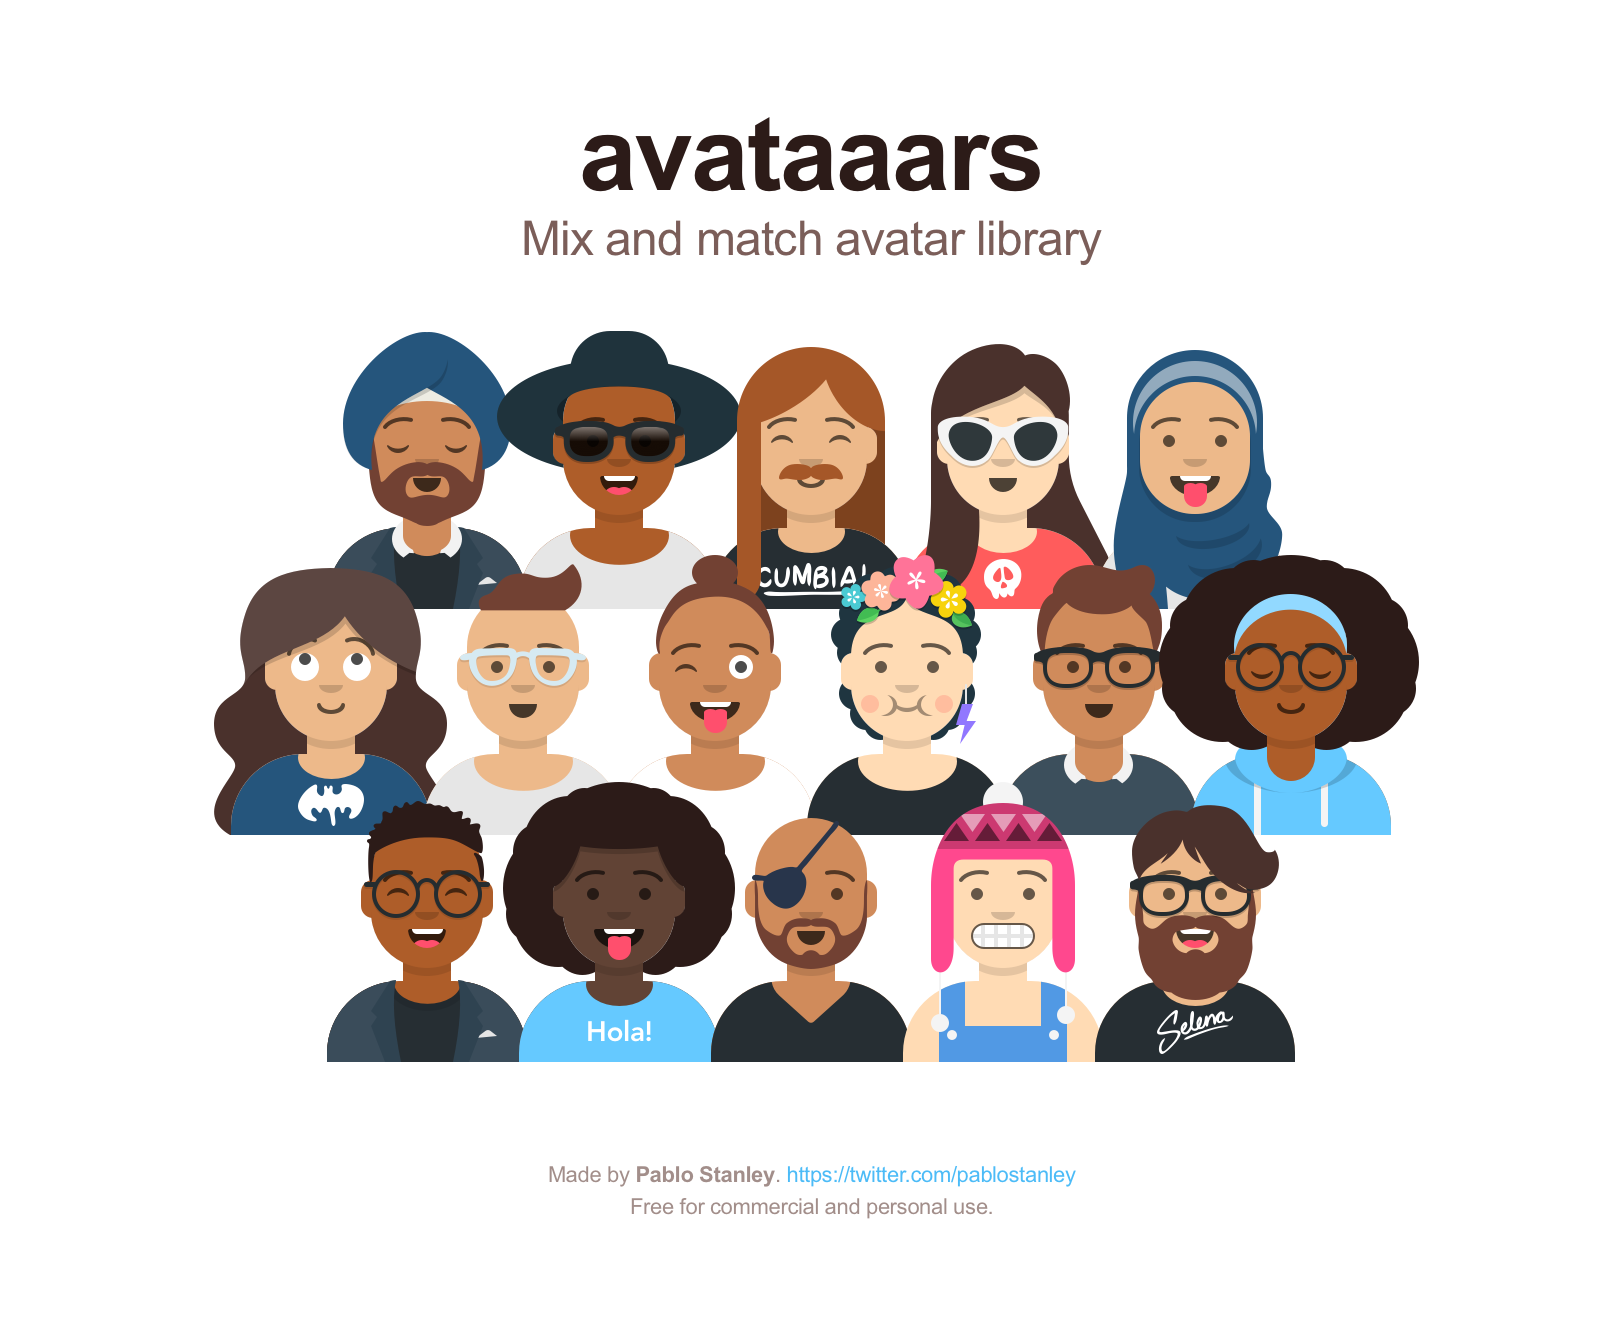 avataaars
Mix and match avatar library
CUMBIA!
Hola!
Selena
Made by Pablo Stanley. https://twitter.com/pablostanley
Free for commercial and personal use.